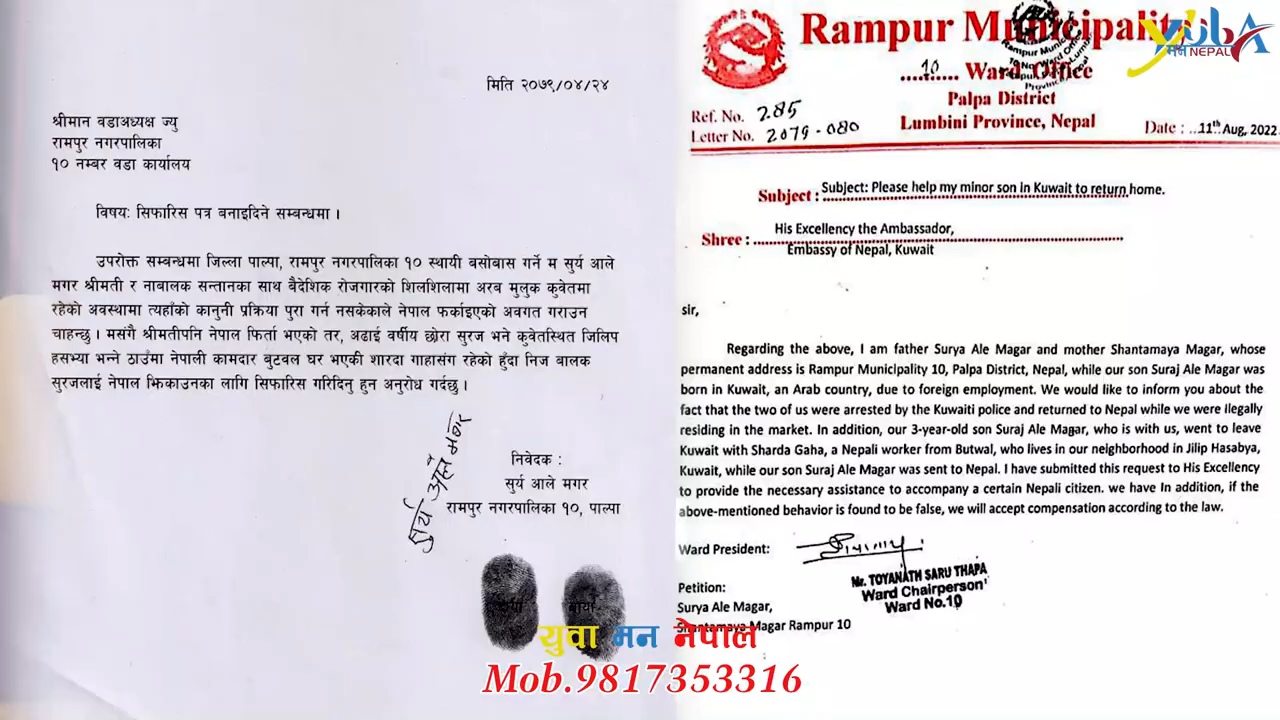 मिति २०७९/०४/२४
श्रीमान वडाअध्यक्ष ज्यु
रामपुर नगरपालिका
१० नम्बर वडा कार्यालय
विषयः सिफारिस पत्र बनाइदिने सम्बन्धमा ।
उपरोक्त सम्बन्धमा जिल्ला पाल्पा, रामपुर नगरपालिका १० स्थायी बसोबास गर्ने म सुर्य आले
मगर श्रीमती र नाबालक सन्तानका साथ बैदेशिक रोजगारको शिलशिलामा अरब मुलुक कुवेतमा
रहेको अवस्थामा त्यहाँको कानुनी प्रक्रिया पुरा गर्न नसकेकाले नेपाल फर्काइएको अवगत गराउन
चाहन्छु । मसंगै श्रीमतीपनि नेपाल फिर्ता भएको तर, अढाई वर्षीय छोरा सुरज भने कुवेतस्थित जिलिप
हसभ्या भन्ने ठाउँमा नेपाली कामदार बुटवल घर भएकी शारदा गाहासंग रहेको हुँदा निज बालक
सुरजलाई नेपाल झिकाउनका लागि सिफारिस गरिदिनु हुन अनुरोध गर्दछु ।
निवेदक :
सुर्य आले मगर
रामपुर नगरपालिका १०, पाल्पा
सुर्य आले मगर
Rampur Municipality
10 Ward Office
Palpa District
Lumbini Province, Nepal
Ref. No. 285
Letter No. 2079-080
Date : ..11th Aug, 2022
Subject : Subject: Please help my minor son in Kuwait to return home.
Shree : His Excellency the Ambassador,
Embassy of Nepal, Kuwait
sir,
Regarding the above, I am father Surya Ale Magar and mother Shantamaya Magar, whose
permanent address is Rampur Municipality 10, Palpa District, Nepal, while our son Suraj Ale Magar was
born in Kuwait, an Arab country, due to foreign employment. We would like to inform you about the
fact that the two of us were arrested by the Kuwaiti police and returned to Nepal while we were ilegally
residing in the market. In addition, our 3-year-old son Suraj Ale Magar, who is with us, went to leave
Kuwait with Sharda Gaha, a Nepali worker from Butwal, who lives in our neighborhood in Jilip Hasabya,
Kuwait, while our son Suraj Ale Magar was sent to Nepal. I have submitted this request to His Excellency
to provide the necessary assistance to accompany a certain Nepali citizen. we have In addition, if the
above-mentioned behavior is found to be false, we will accept compensation according to the law.
Ward President:
Mr. TOYANATH SARU THAPA
Ward Chairperson
Ward No.10
Petition:
Surya Ale Magar,
Shantamaya Magar Rampur 10
युवा मन नेपाल
Mob.9817353316
yubA
मन NEPAL